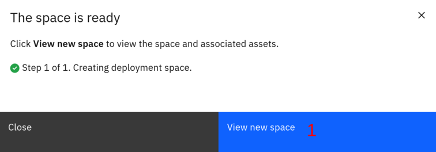 The space is ready
Click View new space to view the space and associated assets.
Step 1 of 1. Creating deployment space.
Close
View new space 1